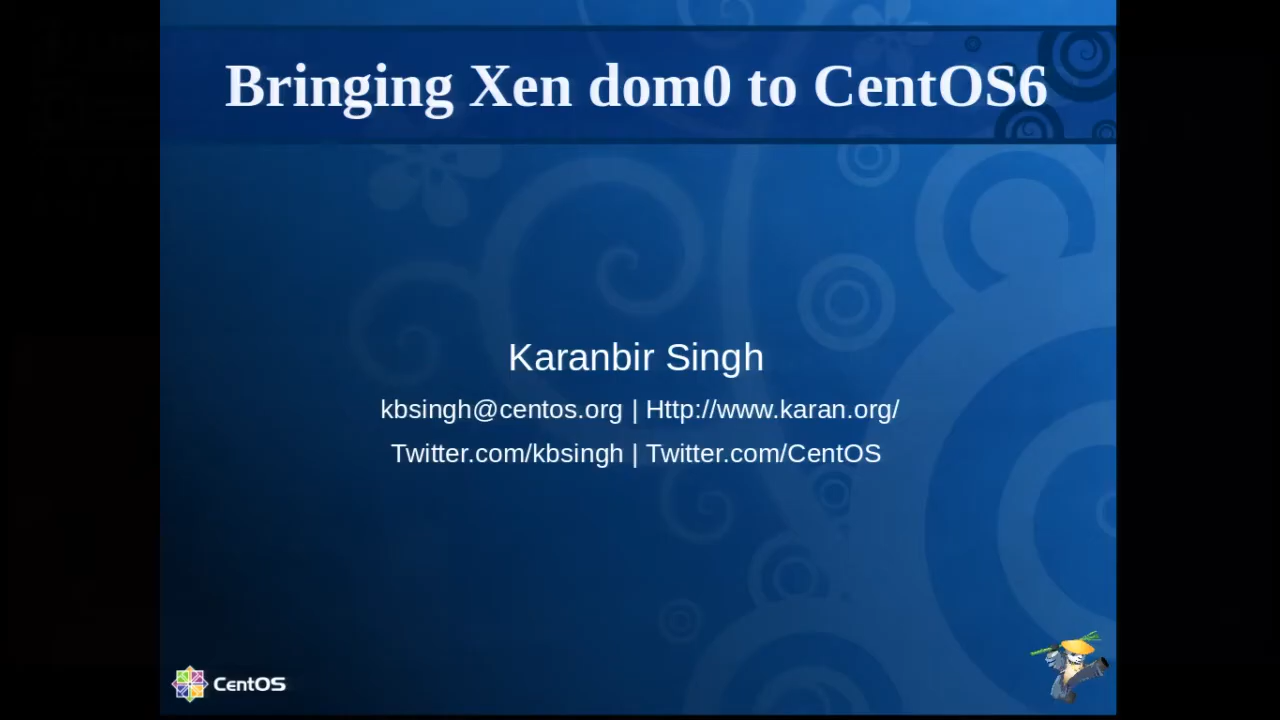 Bringing Xen dom0 to CentOS6
Karanbir Singh
kbsingh@centos.org | Http://www.karan.org/
Twitter.com/kbsingh | Twitter.com/CentOS
CentOS